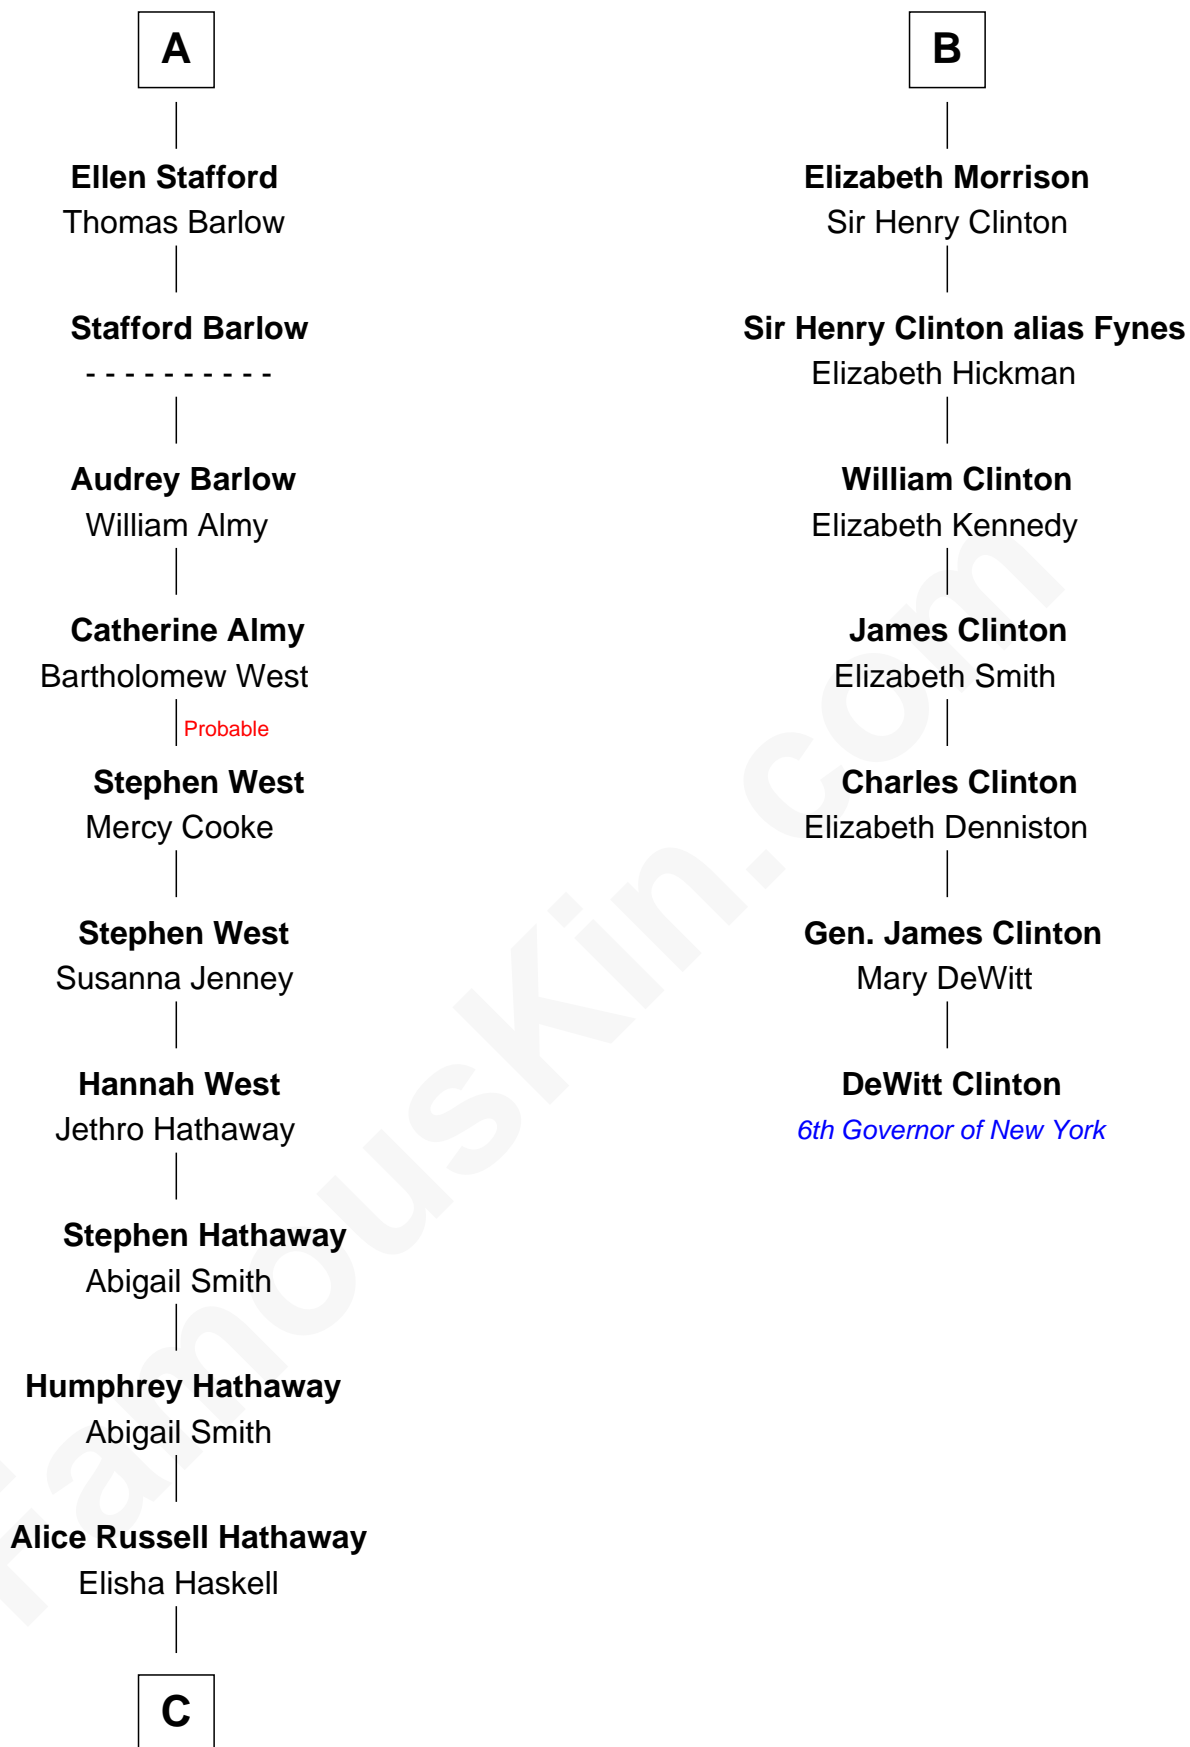 A
Ellen Stafford
Thomas Barlow
Stafford Barlow
- - - - - - - - - -
Audrey Barlow
William Almy
Catherine Almy
Bartholomew West
Probable
Stephen West
Mercy Cooke
Stephen West
Susanna Jenney
Hannah West
Jethro Hathaway
Stephen Hathaway
Abigail Smith
Humphrey Hathaway
Abigail Smith
Alice Russell Hathaway
Elisha Haskell
C
B
Elizabeth Morrison
Sir Henry Clinton
Sir Henry Clinton alias Fynes
Elizabeth Hickman
William Clinton
Elizabeth Kennedy
James Clinton
Elizabeth Smith
Charles Clinton
Elizabeth Denniston
Gen. James Clinton
Mary DeWitt
DeWitt Clinton
6th Governor of New York
FamousKin.com